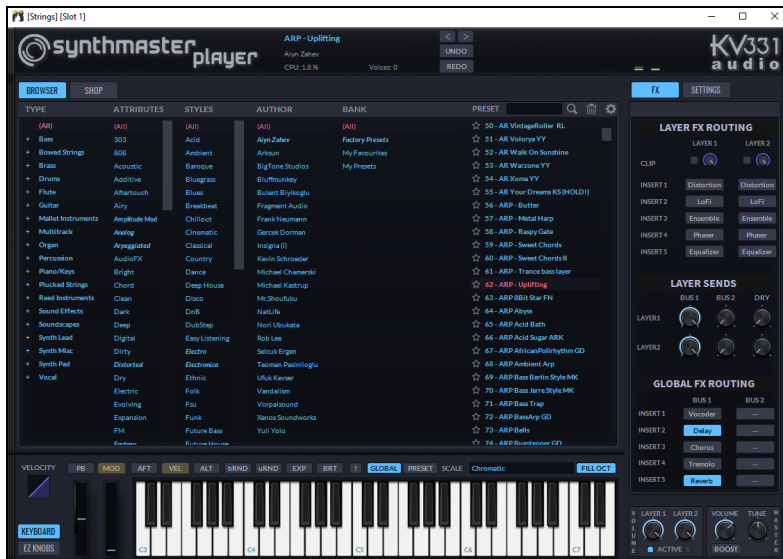 [Strings] [Slot 1]
synthmaster player
ARP - Uplifting
Aiyn Zahev
CPU: 1.8 %
Voices: 0
< >
UNDO
REDO
KV331 audio
BROWSER
SHOP
FX
SETTINGS
TYPE
(All)
+ Bass
+ Bowed Strings
+ Brass
+ Drums
+ Flute
+ Guitar
+ Mallet Instruments
+ Multitrack
+ Organ
+ Percussion
+ Piano/Keys
+ Plucked Strings
+ Reed Instruments
+ Sound Effects
+ Soundscapes
+ Synth Lead
+ Synth Misc
+ Synth Pad
+ Vocal
ATTRIBUTES
(All)
303
808
Acoustic
Additive
Aftertouch
Airy
Amplitude Mod
Analog
Arpeggiated
AudioFX
Bright
Chord
Clean
Dark
Deep
Digital
Dirty
Distorted
Dry
Electric
Evolving
Expansion
FM
Factory
STYLES
(All)
Acid
Ambient
Baroque
Bluegrass
Blues
Breakbeat
Chillout
Cinematic
Classical
Country
Dance
Deep House
Disco
DnB
DubStep
Easy Listening
Electro
Electronica
Ethnic
Folk
Fsu
Funk
Future Bass
Future House
AUTHOR
(All)
Aiyn Zahev
Arksun
BigTone Studios
Bluffmunkey
Bulent Biyikoglu
Fragment Audio
Frank Neumann
Gercek Dorman
Insigna (i)
Kevin Schroeder
Michael Chamerski
Michael Kastrup
Mr.Shoufuku
NatLife
Nori Ubukata
Rob Lee
Selcuk Ergen
Teoman Pasinlioglu
Ufuk Kevser
Vandalism
Vorpalsound
Xenos Soundworks
Yuli Yolo
BANK
(All)
Factory Presets
My Favourites
My Presets
PRESET
50 - AR VintageRoller RL
51 - AR Velorya YY
52 - AR Walk On Sunshine
53 - AR Warzone YY
54 - AR Xoma YY
55 - AR Your Dreams KS (HOLD!)
56 - ARP - Butter
57 - ARP - Metal Harp
58 - ARP - Raspy Gate
59 - ARP - Sweet Chords
60 - ARP - Sweet Chords II
61 - ARP - Trance bass layer
62 - ARP - Uplifting
63 - ARP 8Bit Star FN
64 - ARP Abyss
65 - ARP Acid Bath
66 - ARP Acid Sugar ARK
67 - ARP AfricanPolirhythm GD
68 - ARP Ambient Arp
69 - ARP Bass Berlin Style MK
70 - ARP Bass Jarre Style MK
71 - ARP Bass Trap
72 - ARP BassArp GD
73 - ARP Bells
74 - ARP Bugstepper GD
LAYER FX ROUTING
LAYER 1 LAYER 2
CLIP
INSERT 1 Distortion Distortion
INSERT 2 LoFi LoFi
INSERT 3 Ensemble Ensemble
INSERT 4 Phaser Phaser
INSERT 5 Equalizer Equalizer
LAYER SENDS
BUS 1 BUS 2 DRY
LAYER1
LAYER2
GLOBAL FX ROUTING
BUS 1 BUS 2
INSERT 1 Vocoder --
INSERT 2 Delay --
INSERT 3 Chorus --
INSERT 4 Tremolo --
INSERT 5 Reverb --
VELOCITY PB MOD AFT VEL ALT bRND uRND EXP BRT ! GLOBAL PRESET SCALE Chromatic FILL OCT
KEYBOARD
EZ KNOBS
C3 C4 C5 C6 C7
VOLUME
LAYER 1 LAYER 2
ACTIVE
VOLUME TUNE
BOOST